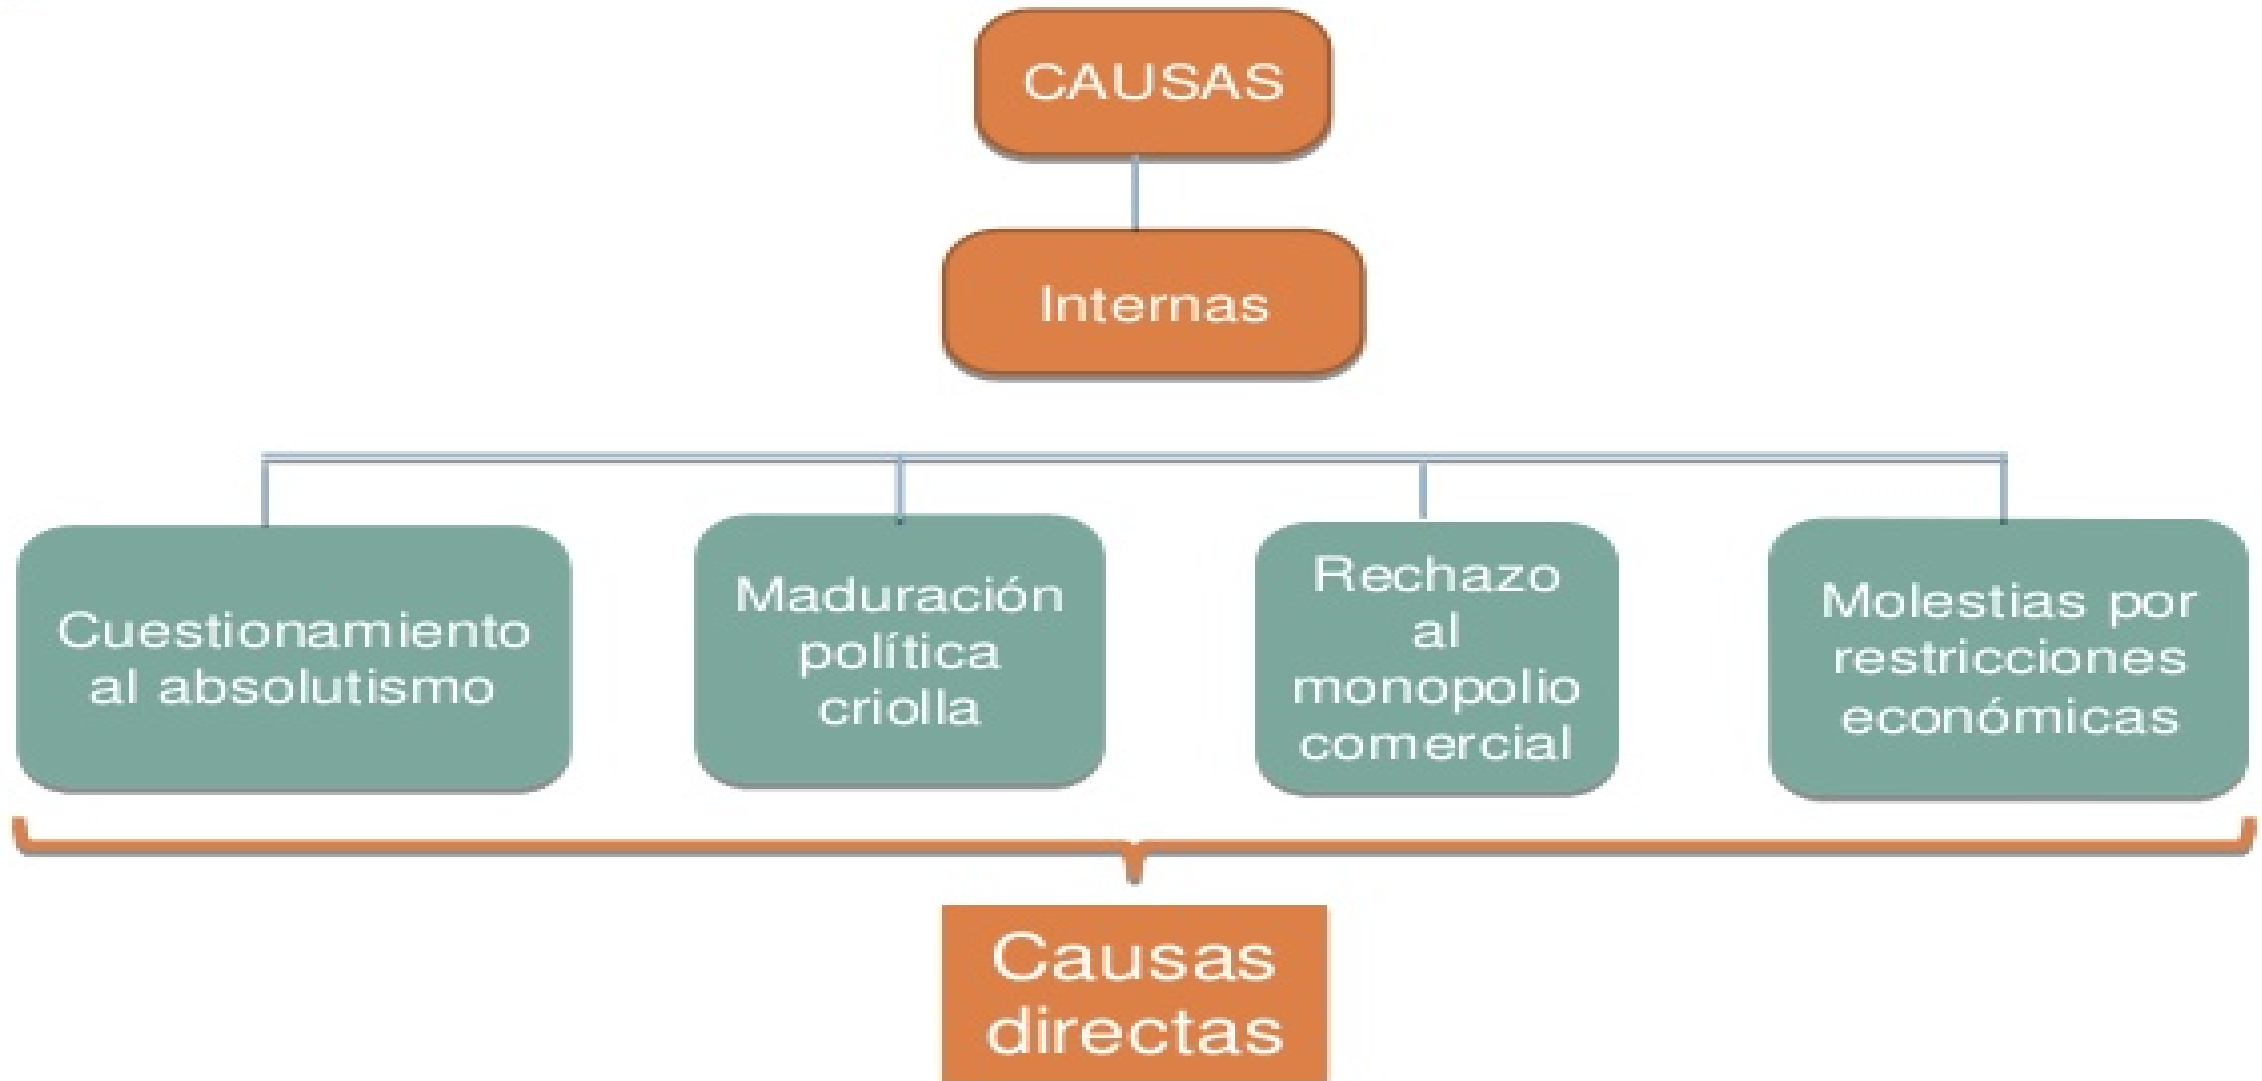 CAUSAS
Internas
Cuestionamiento
al absolutismo
Maduración
política
criolla
Rechazo
al
monopolio
comercial
Molestias por
restricciones
económicas
Causas
directas